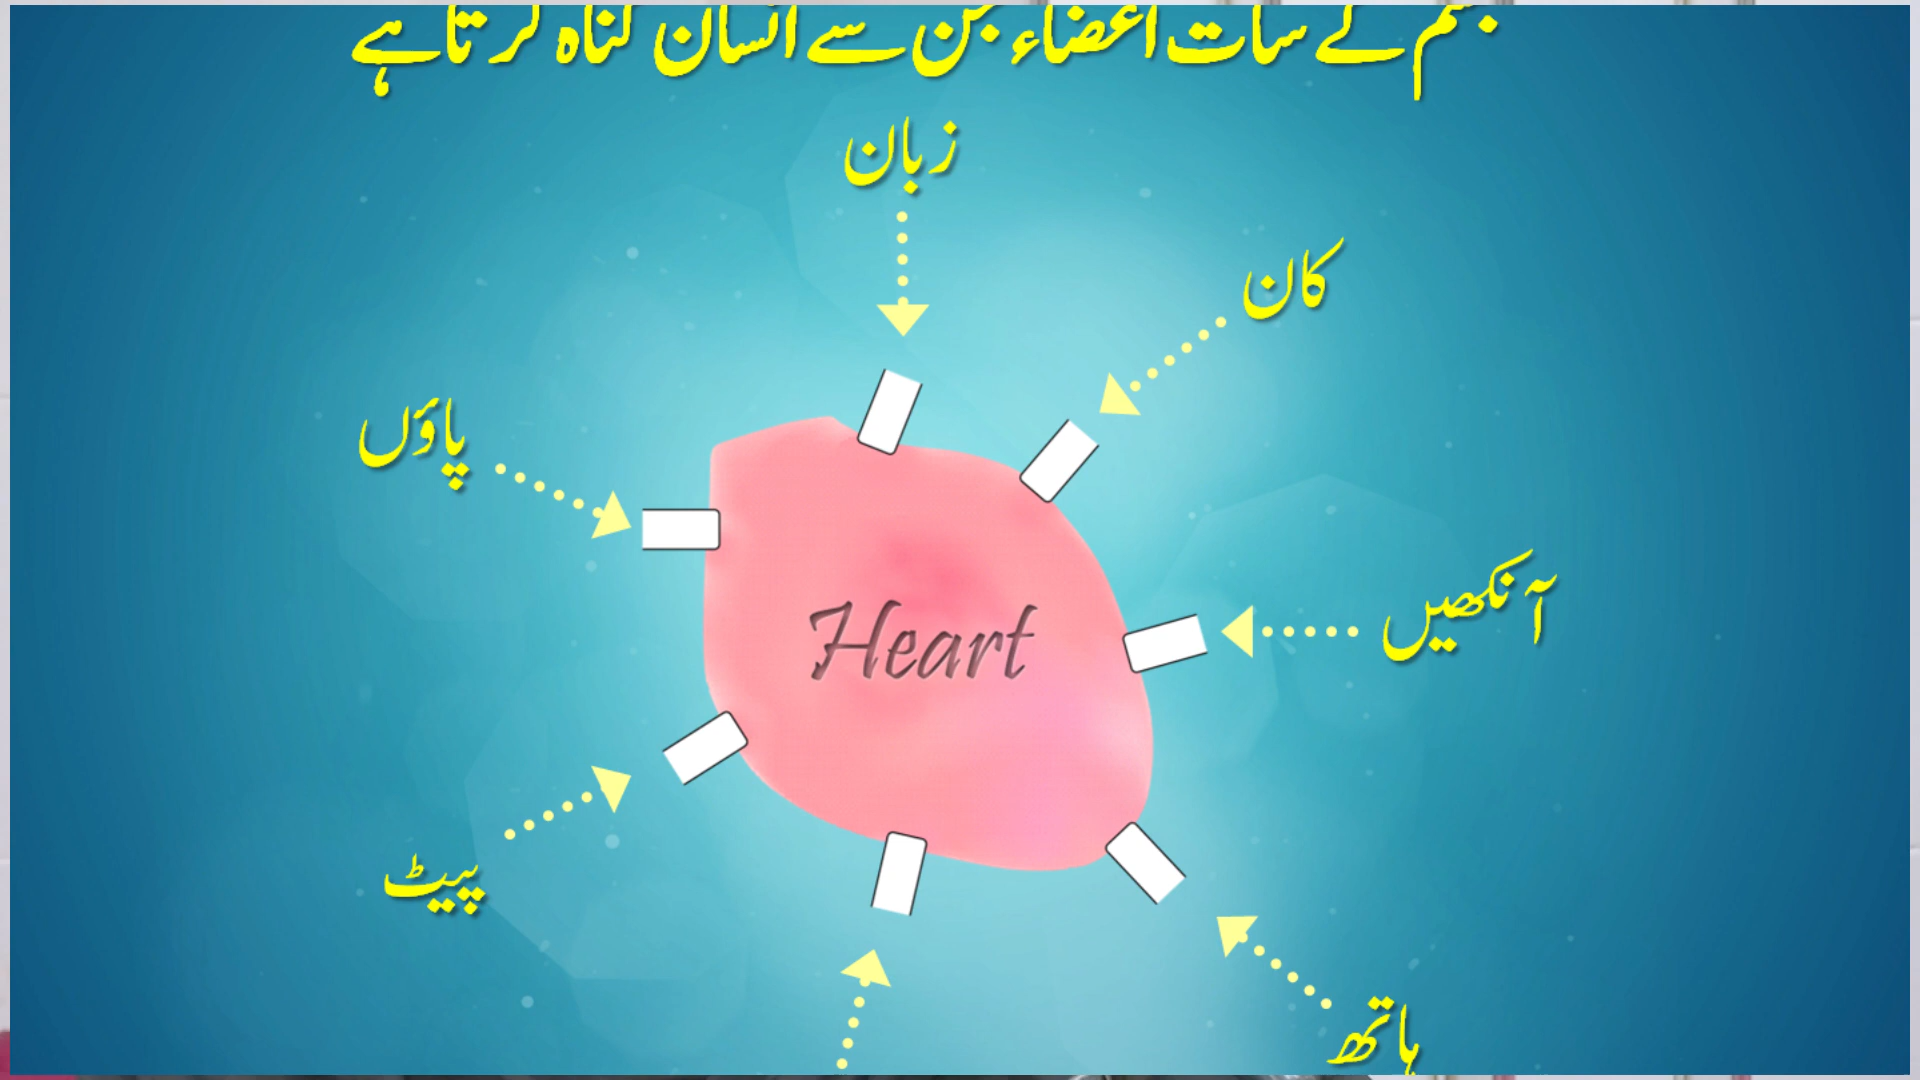 جسم کے سات اعضاء جن سے انسان گناہ کرتا ہے
زبان
کان
پاؤں
آنکھیں
Heart
پیٹ
ہاتھ